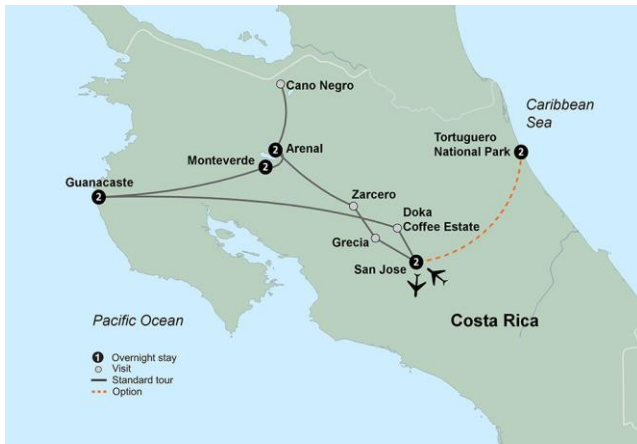 Cano Negro
Caribbean
Sea
2
Arenal
Tortuguero
National Park
2
Monteverde
2
Guanacaste
2
Zarcero
Doka
Coffee Estate
Grecia
San Jose
2
Pacific Ocean
Costa Rica
1 Overnight stay
Visit
Standard tour
Option